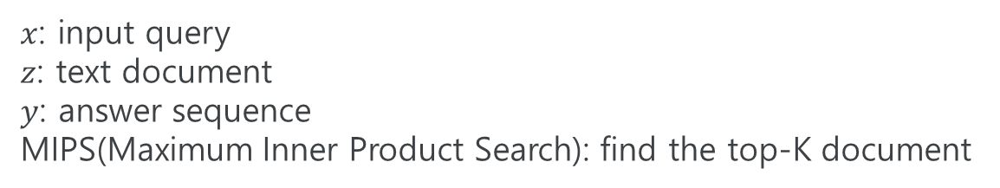 x: input query
z: text document
y: answer sequence
MIPS(Maximum Inner Product Search): find the top-K document